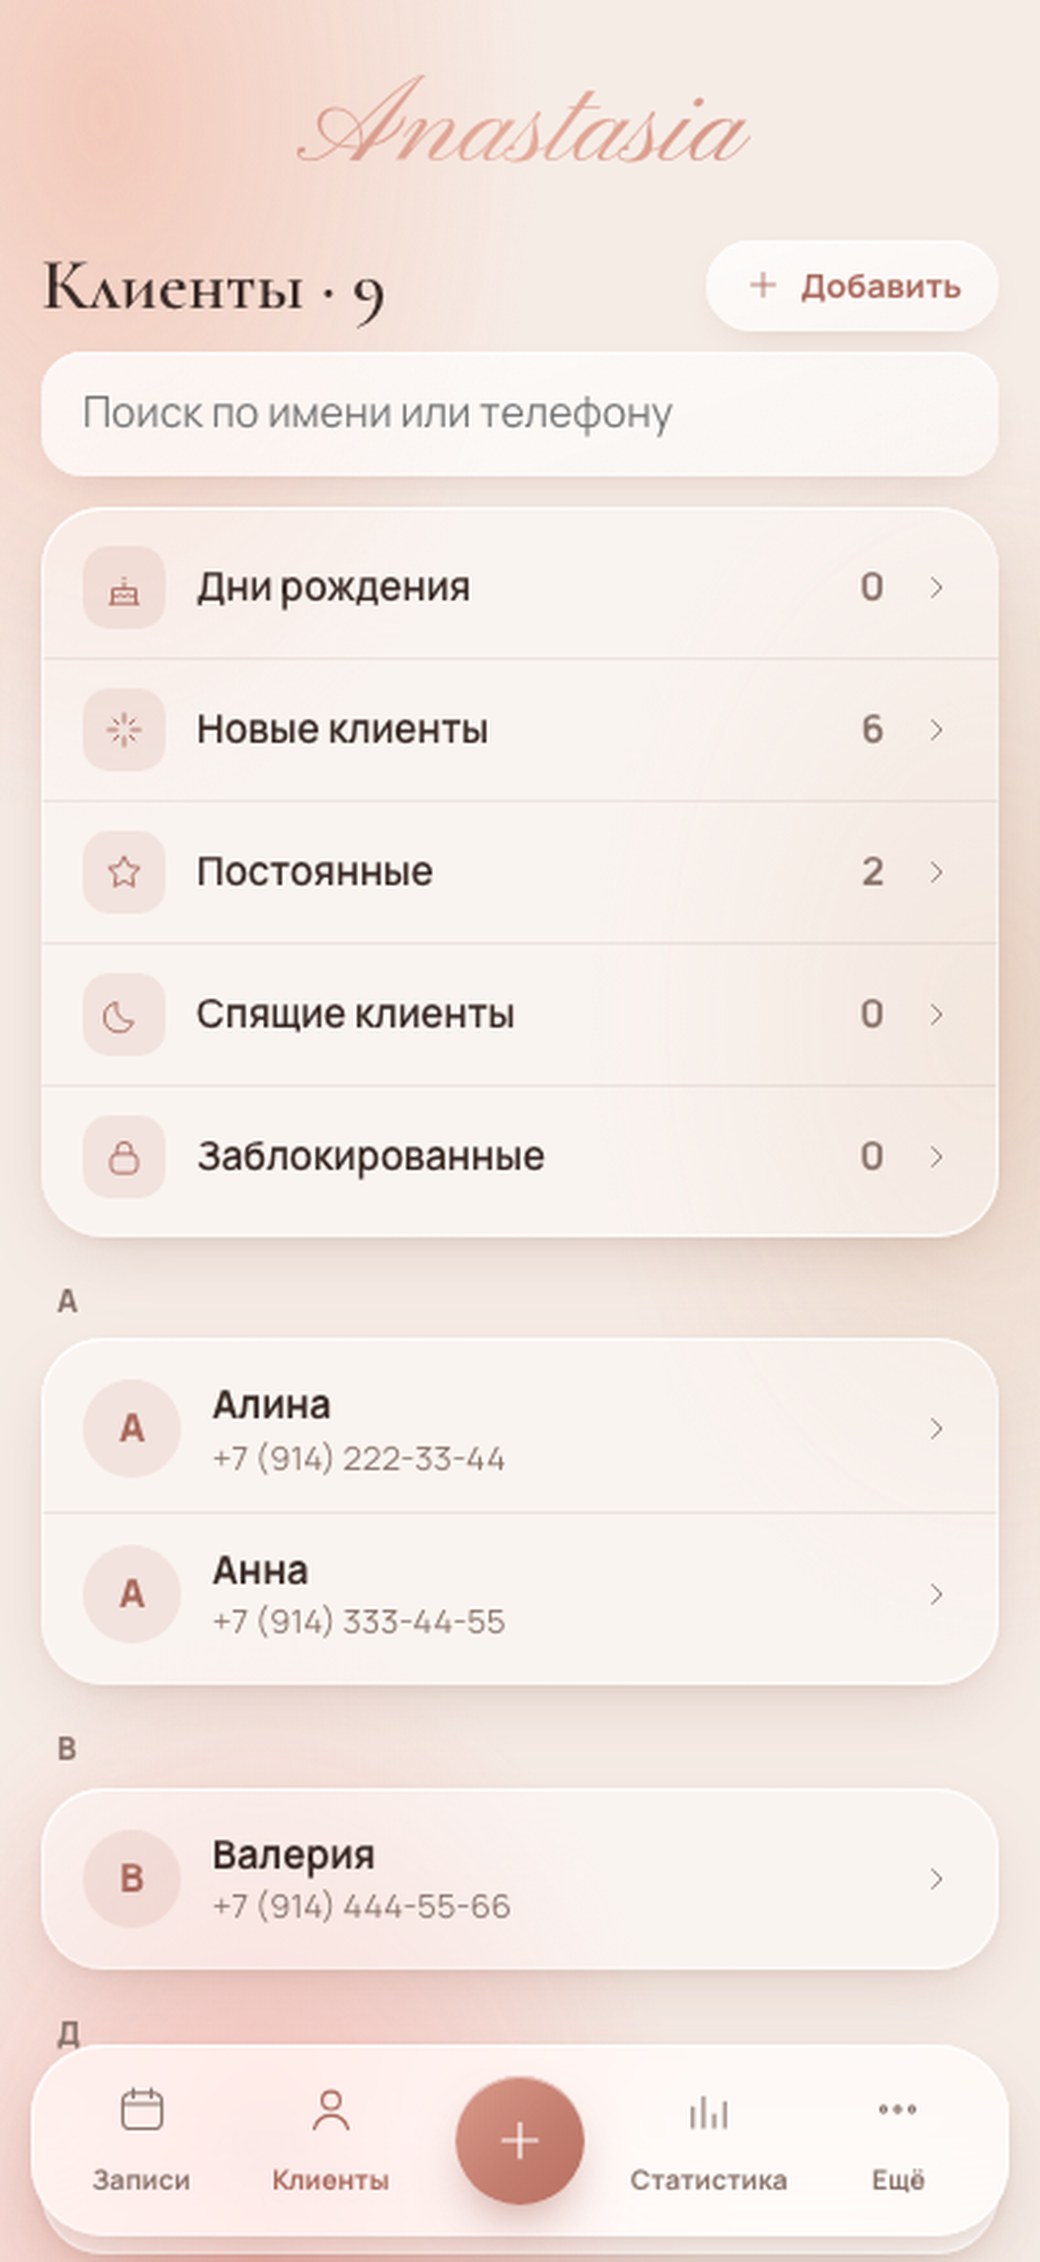 Anastasia
Клиенты · 9
+ Добавить
Поиск по имени или телефону
Дни рождения 0
Новые клиенты 6
Постоянные 2
Спящие клиенты 0
Заблокированные 0
А
А
Алина
+7 (914) 222-33-44
А
Анна
+7 (914) 333-44-55
В
В
Валерия
+7 (914) 444-55-66
Д
Записи
Клиенты
Статистика
Ещё